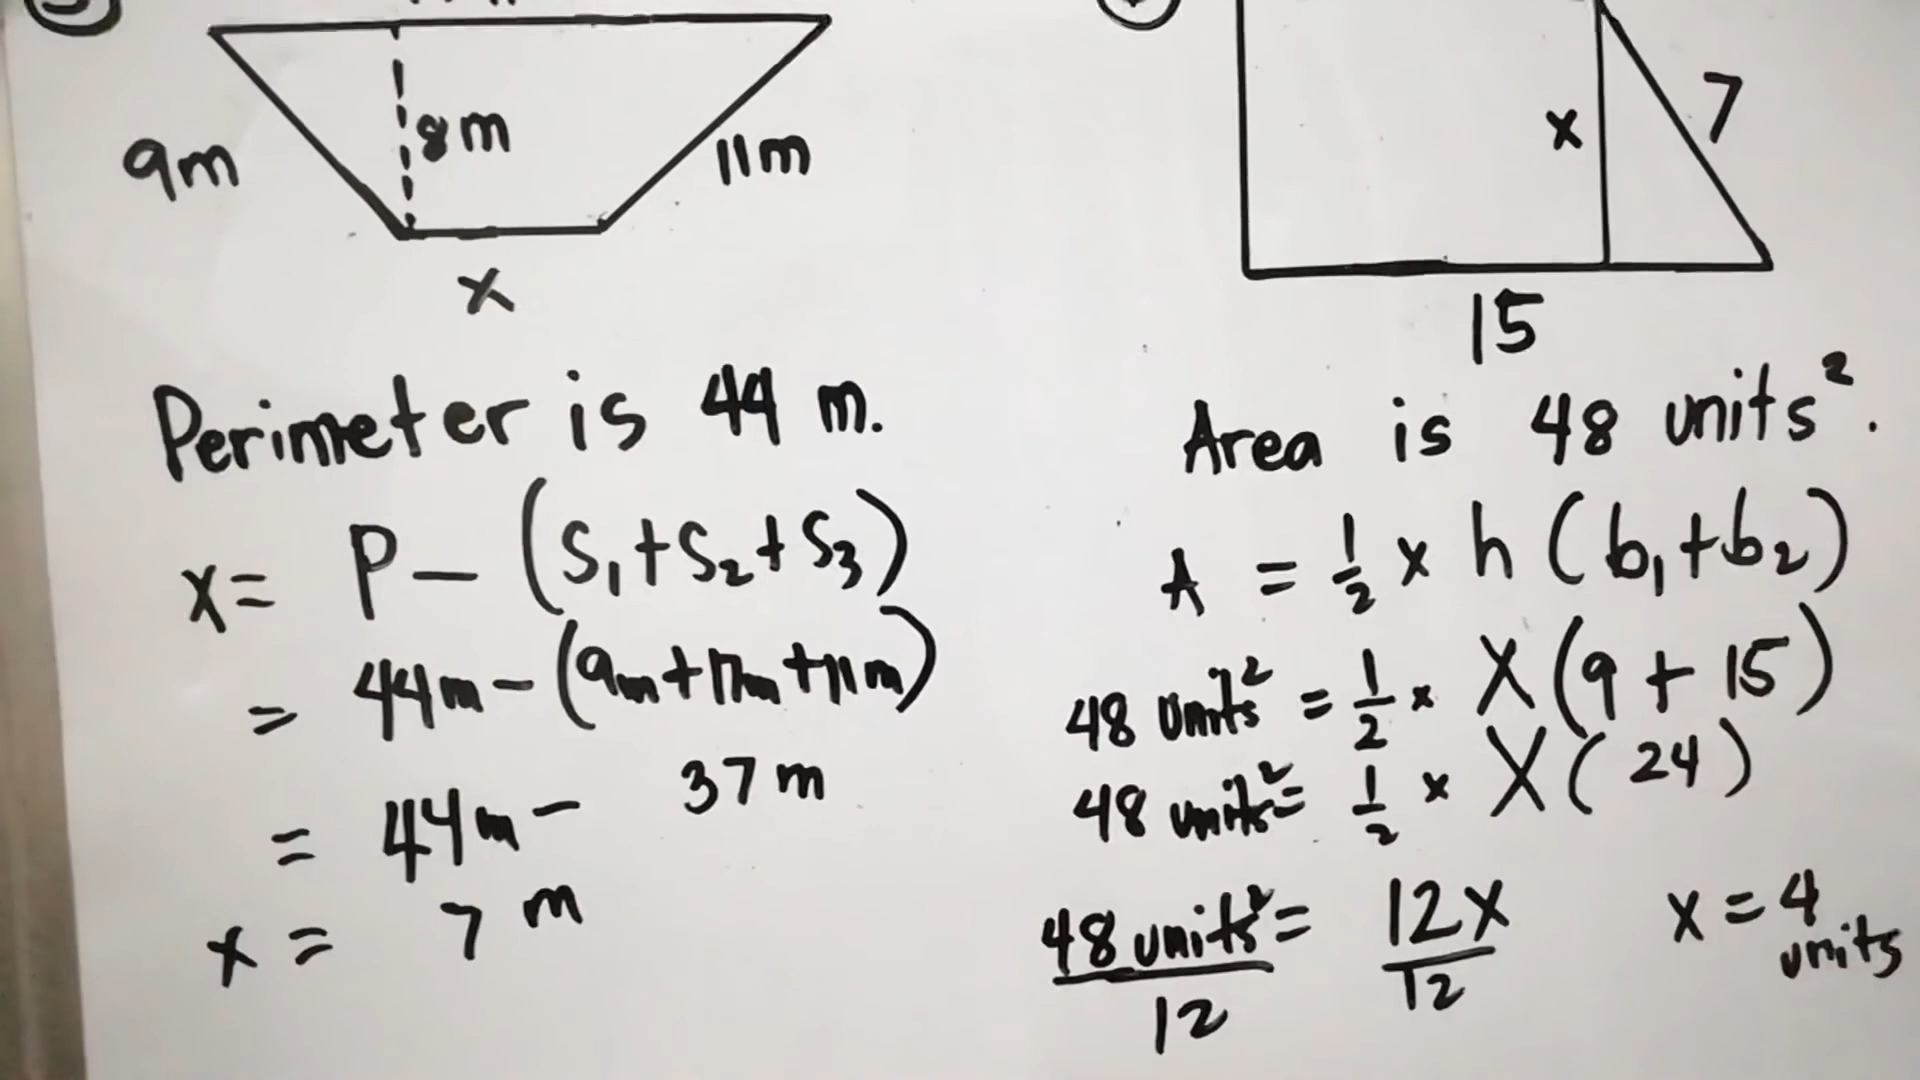 9m
8m
11m
x
Perimeter is 44 m.
x = P - (S₁+S₂+S₃)
= 44m - (9m+17m+11m)
= 44m - 37 m
x = 7 m
x
7
15
Area is 48 units².
A = 1/2 × h (b₁+b₂)
48 units² = 1/2 × X (9 + 15)
48 units² = 1/2 × X (24)
48 units²/12 = 12X/12 x = 4 units